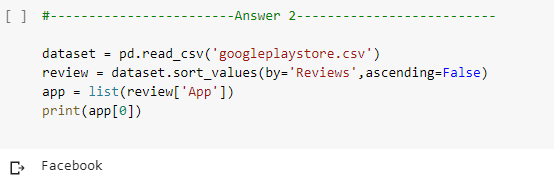 [ ] #------------------------Answer 2--------------------------
dataset = pd.read_csv('googleplaystore.csv')
review = dataset.sort_values(by='Reviews',ascending=False)
app = list(review['App'])
print(app[0])
Facebook